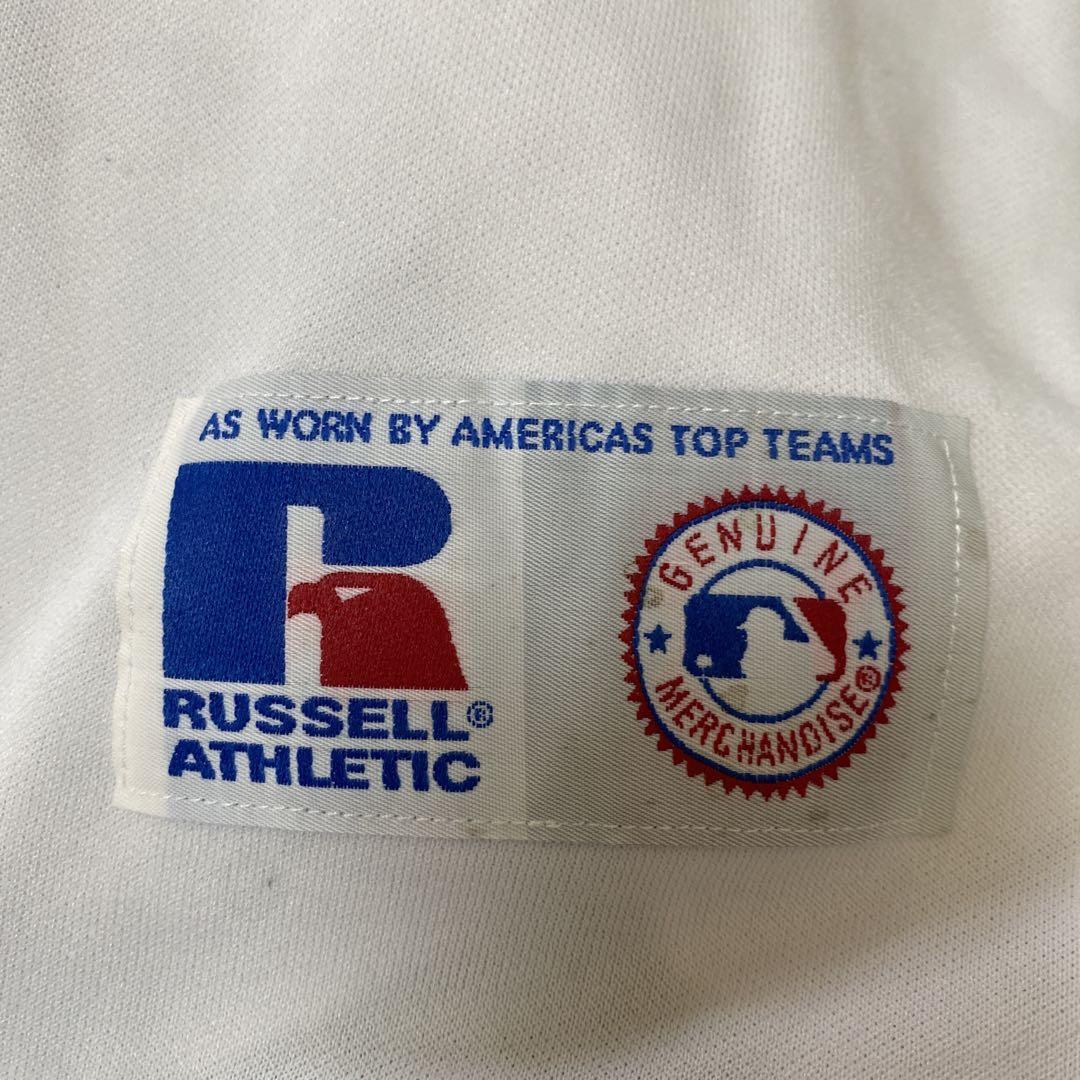 AS WORN BY AMERICAS TOP TEAMS
R
RUSSELL®
ATHLETIC
GENUINE
MERCHANDISE®